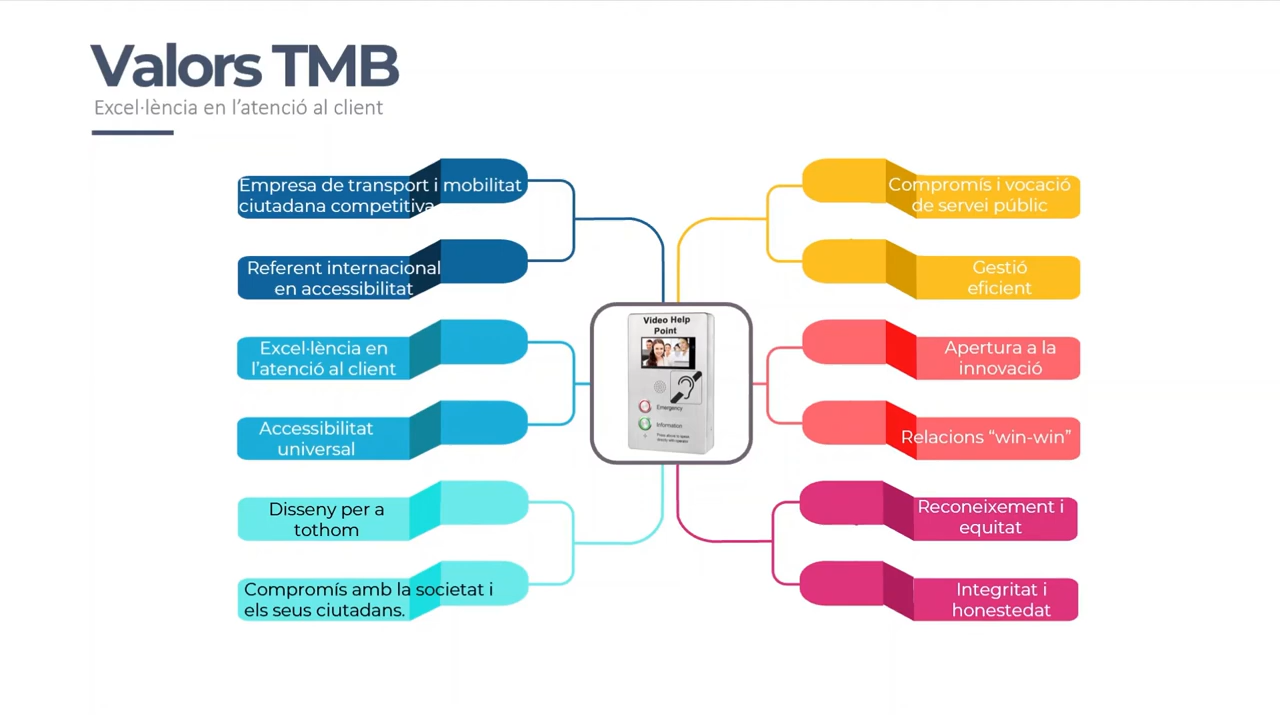 Valors TMB
Excel·lència en l’atenció al client
Empresa de transport i mobilitat
ciutadana competitiva
Referent internacional
en accessibilitat
Excel·lència en
l’atenció al client
Accessibilitat
universal
Disseny per a
tothom
Compromís amb la societat i
els seus ciutadans.
Video Help
Point
Emergency
Information
Compromís i vocació
de servei públic
Gestió
eficient
Apertura a la
innovació
Relacions “win-win”
Reconeixement i
equitat
Integritat i
honestedat